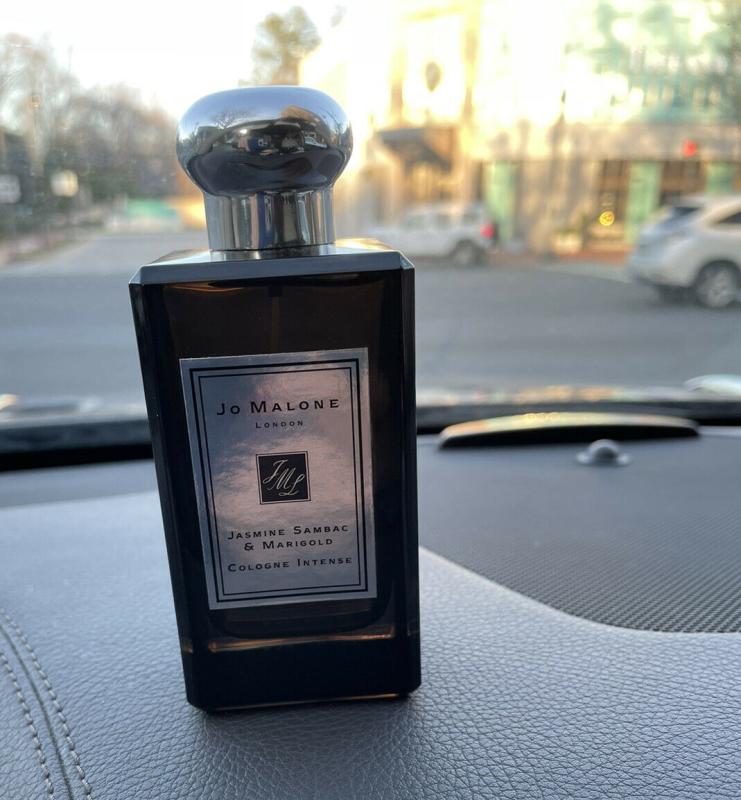 Jo Malone
London
JML
Jasmine Sambac
& Marigold
Cologne Intense